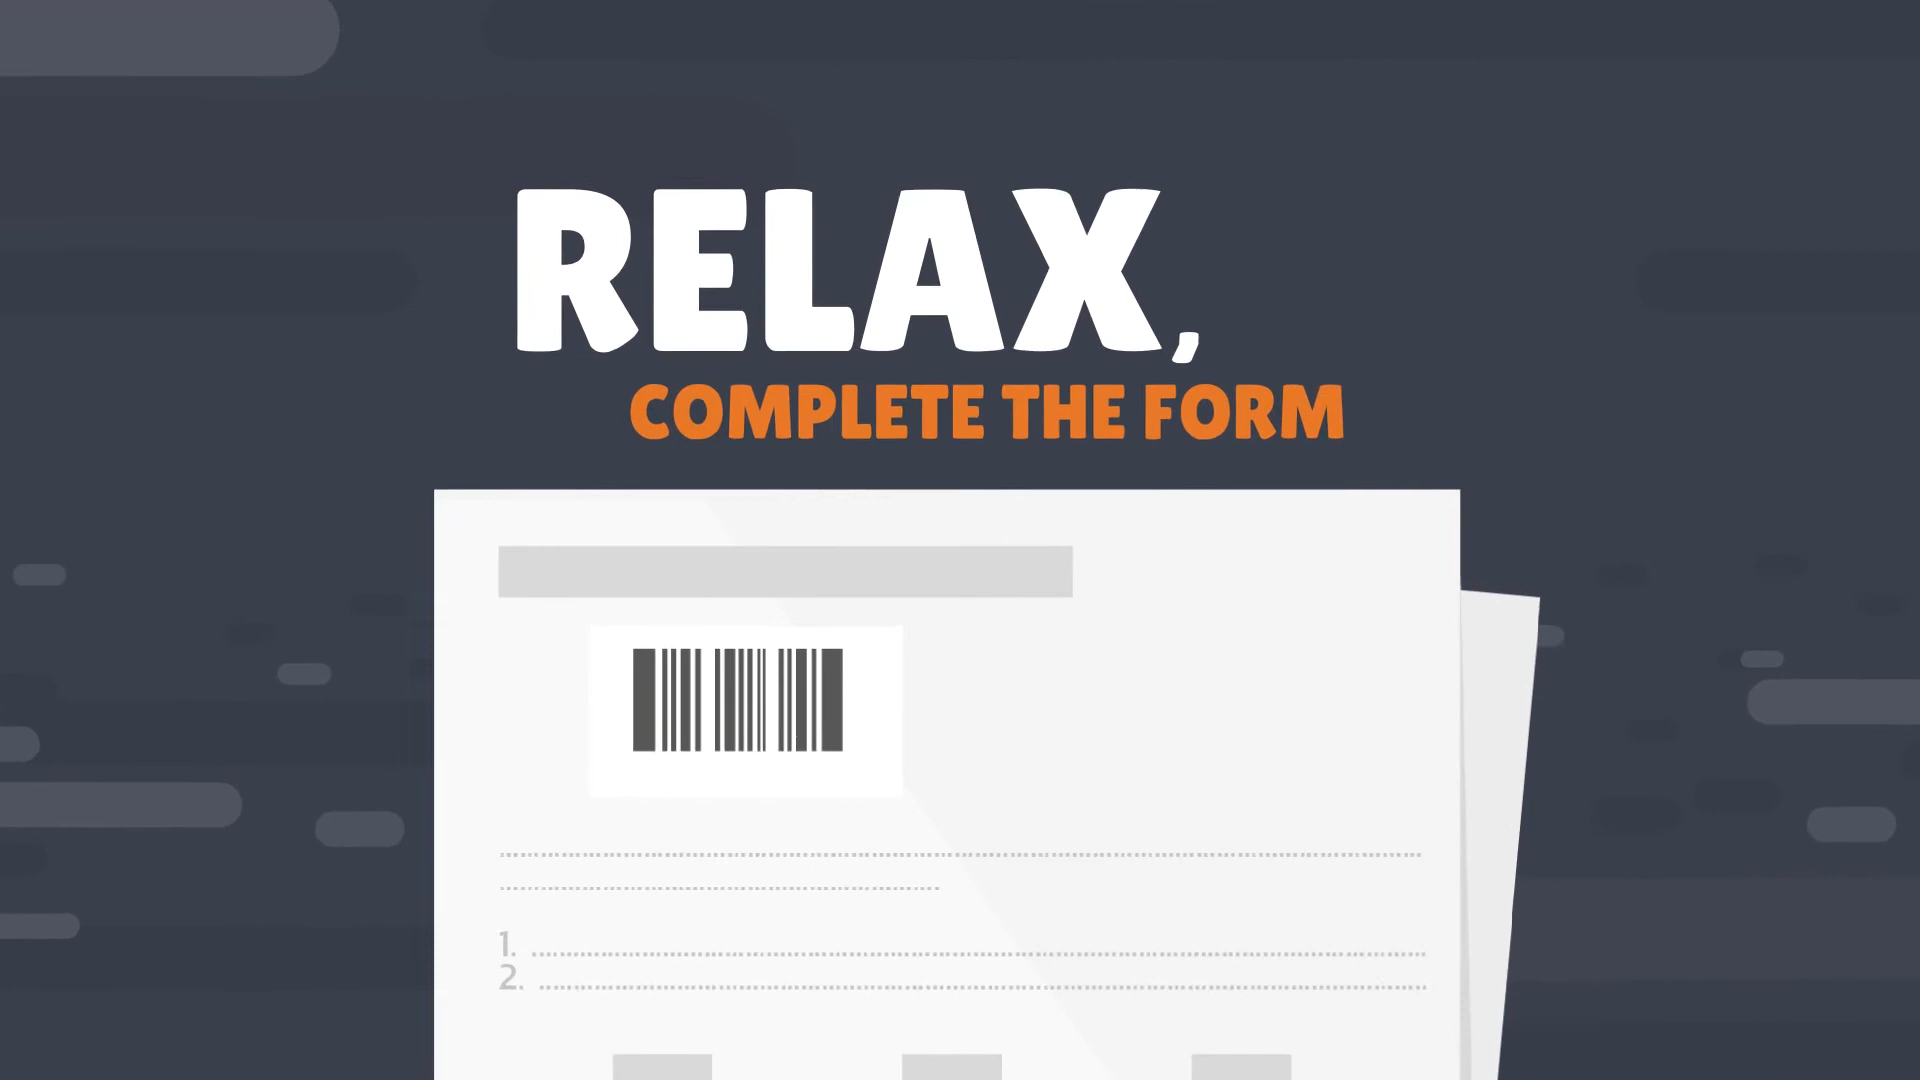 RELAX,
COMPLETE THE FORM
1.
2.